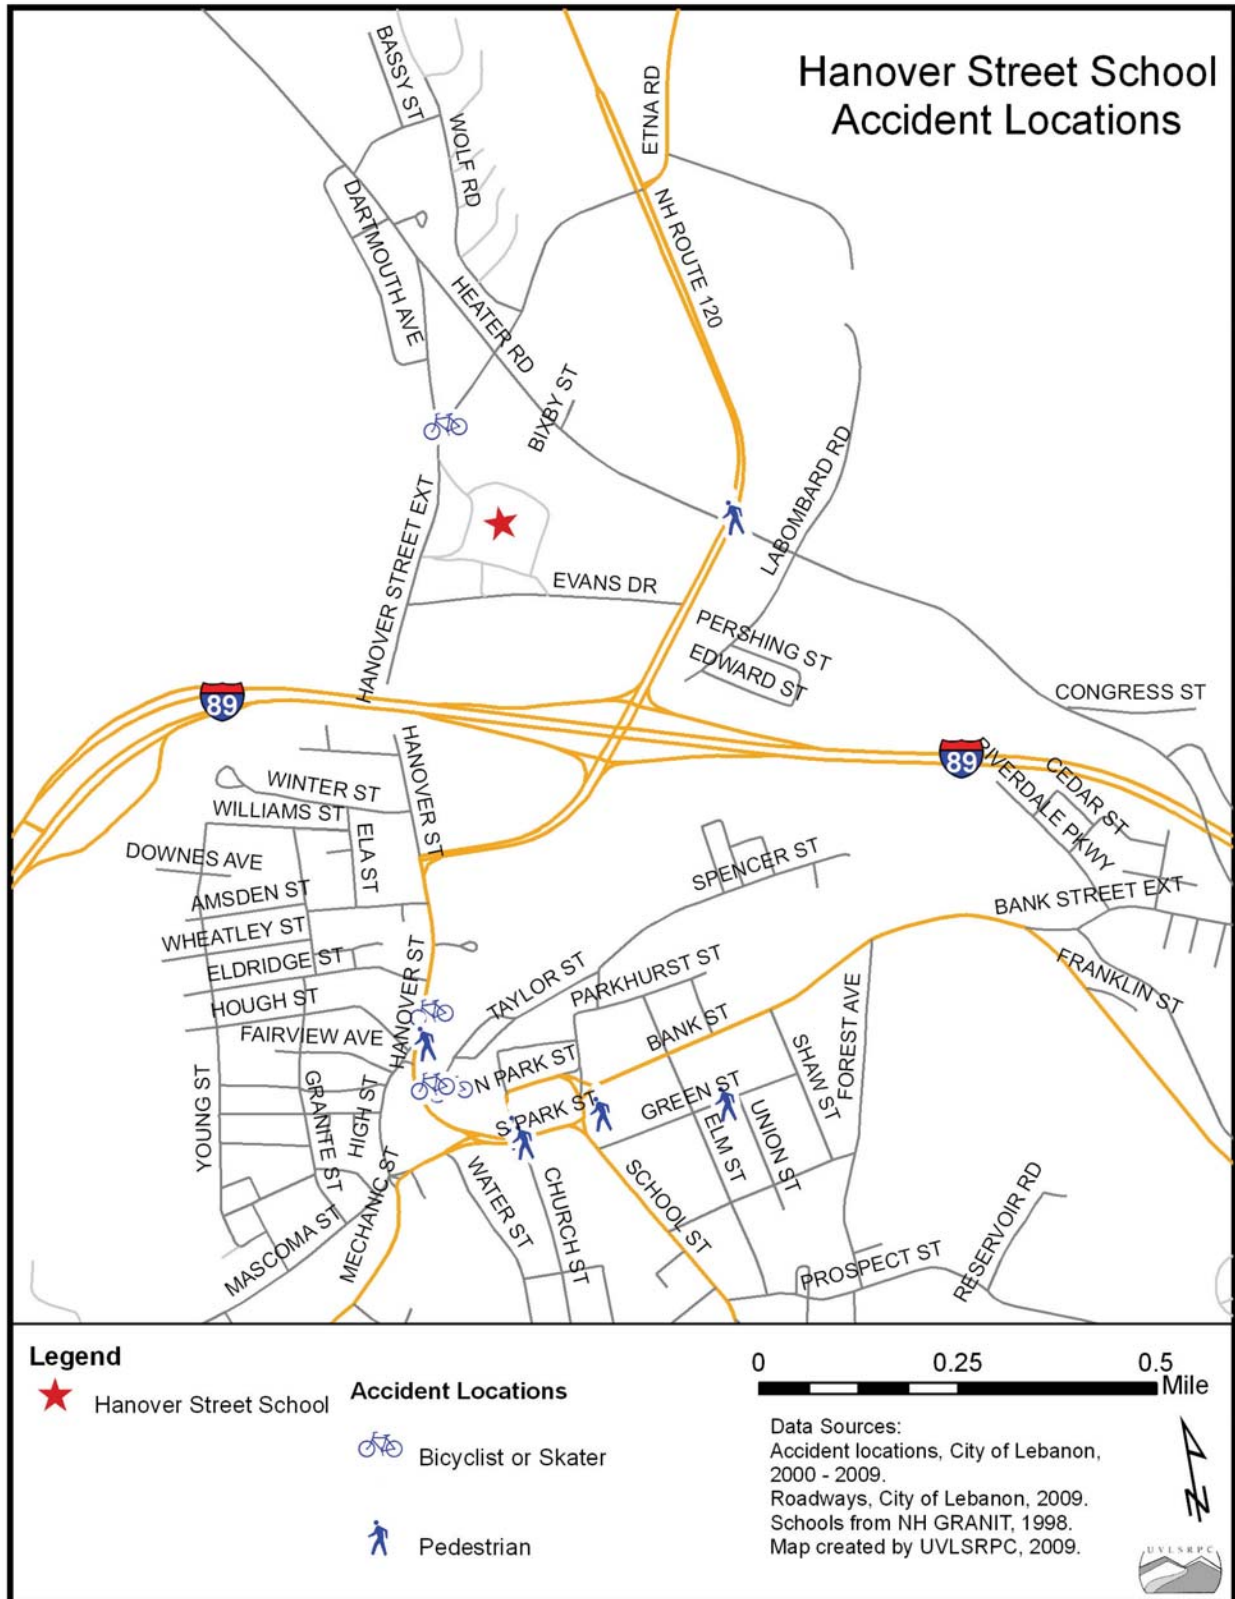 Hanover Street School
Accident Locations
BASSY ST
WOLF RD
ETNA RD
NH ROUTE 120
DARTMOUTH AVE
HEATER RD
BIXBY ST
LABOMBARD RD
HANOVER STREET EXT
EVANS DR
PERSHING ST
EDWARD ST
CONGRESS ST
89
89
HANOVER ST
RIVERDALE PKWY
CEDAR ST
WINTER ST
WILLIAMS ST
ELA ST
DOWNES AVE
AMSDEN ST
WHEATLEY ST
ELDRIDGE ST
HOUGH ST
FAIRVIEW AVE
HANOVER ST
SPENCER ST
BANK STREET EXT
TAYLOR ST
PARKHURST ST
BANK ST
FRANKLIN ST
FOREST AVE
SHAW ST
N PARK ST
S PARK ST
GREEN ST
YOUNG ST
GRANITE ST
HIGH ST
ELM ST
UNION ST
MECHANIC ST
WATER ST
CHURCH ST
SCHOOL ST
MASCOMA ST
PROSPECT ST
RESERVOIR RD
Legend
Hanover Street School
Accident Locations
Bicyclist or Skater
Pedestrian
0 0.25 0.5
Mile
Data Sources:
Accident locations, City of Lebanon,
2000 - 2009.
Roadways, City of Lebanon, 2009.
Schools from NH GRANIT, 1998.
Map created by UVLSRPC, 2009.
N
UVLSRPC